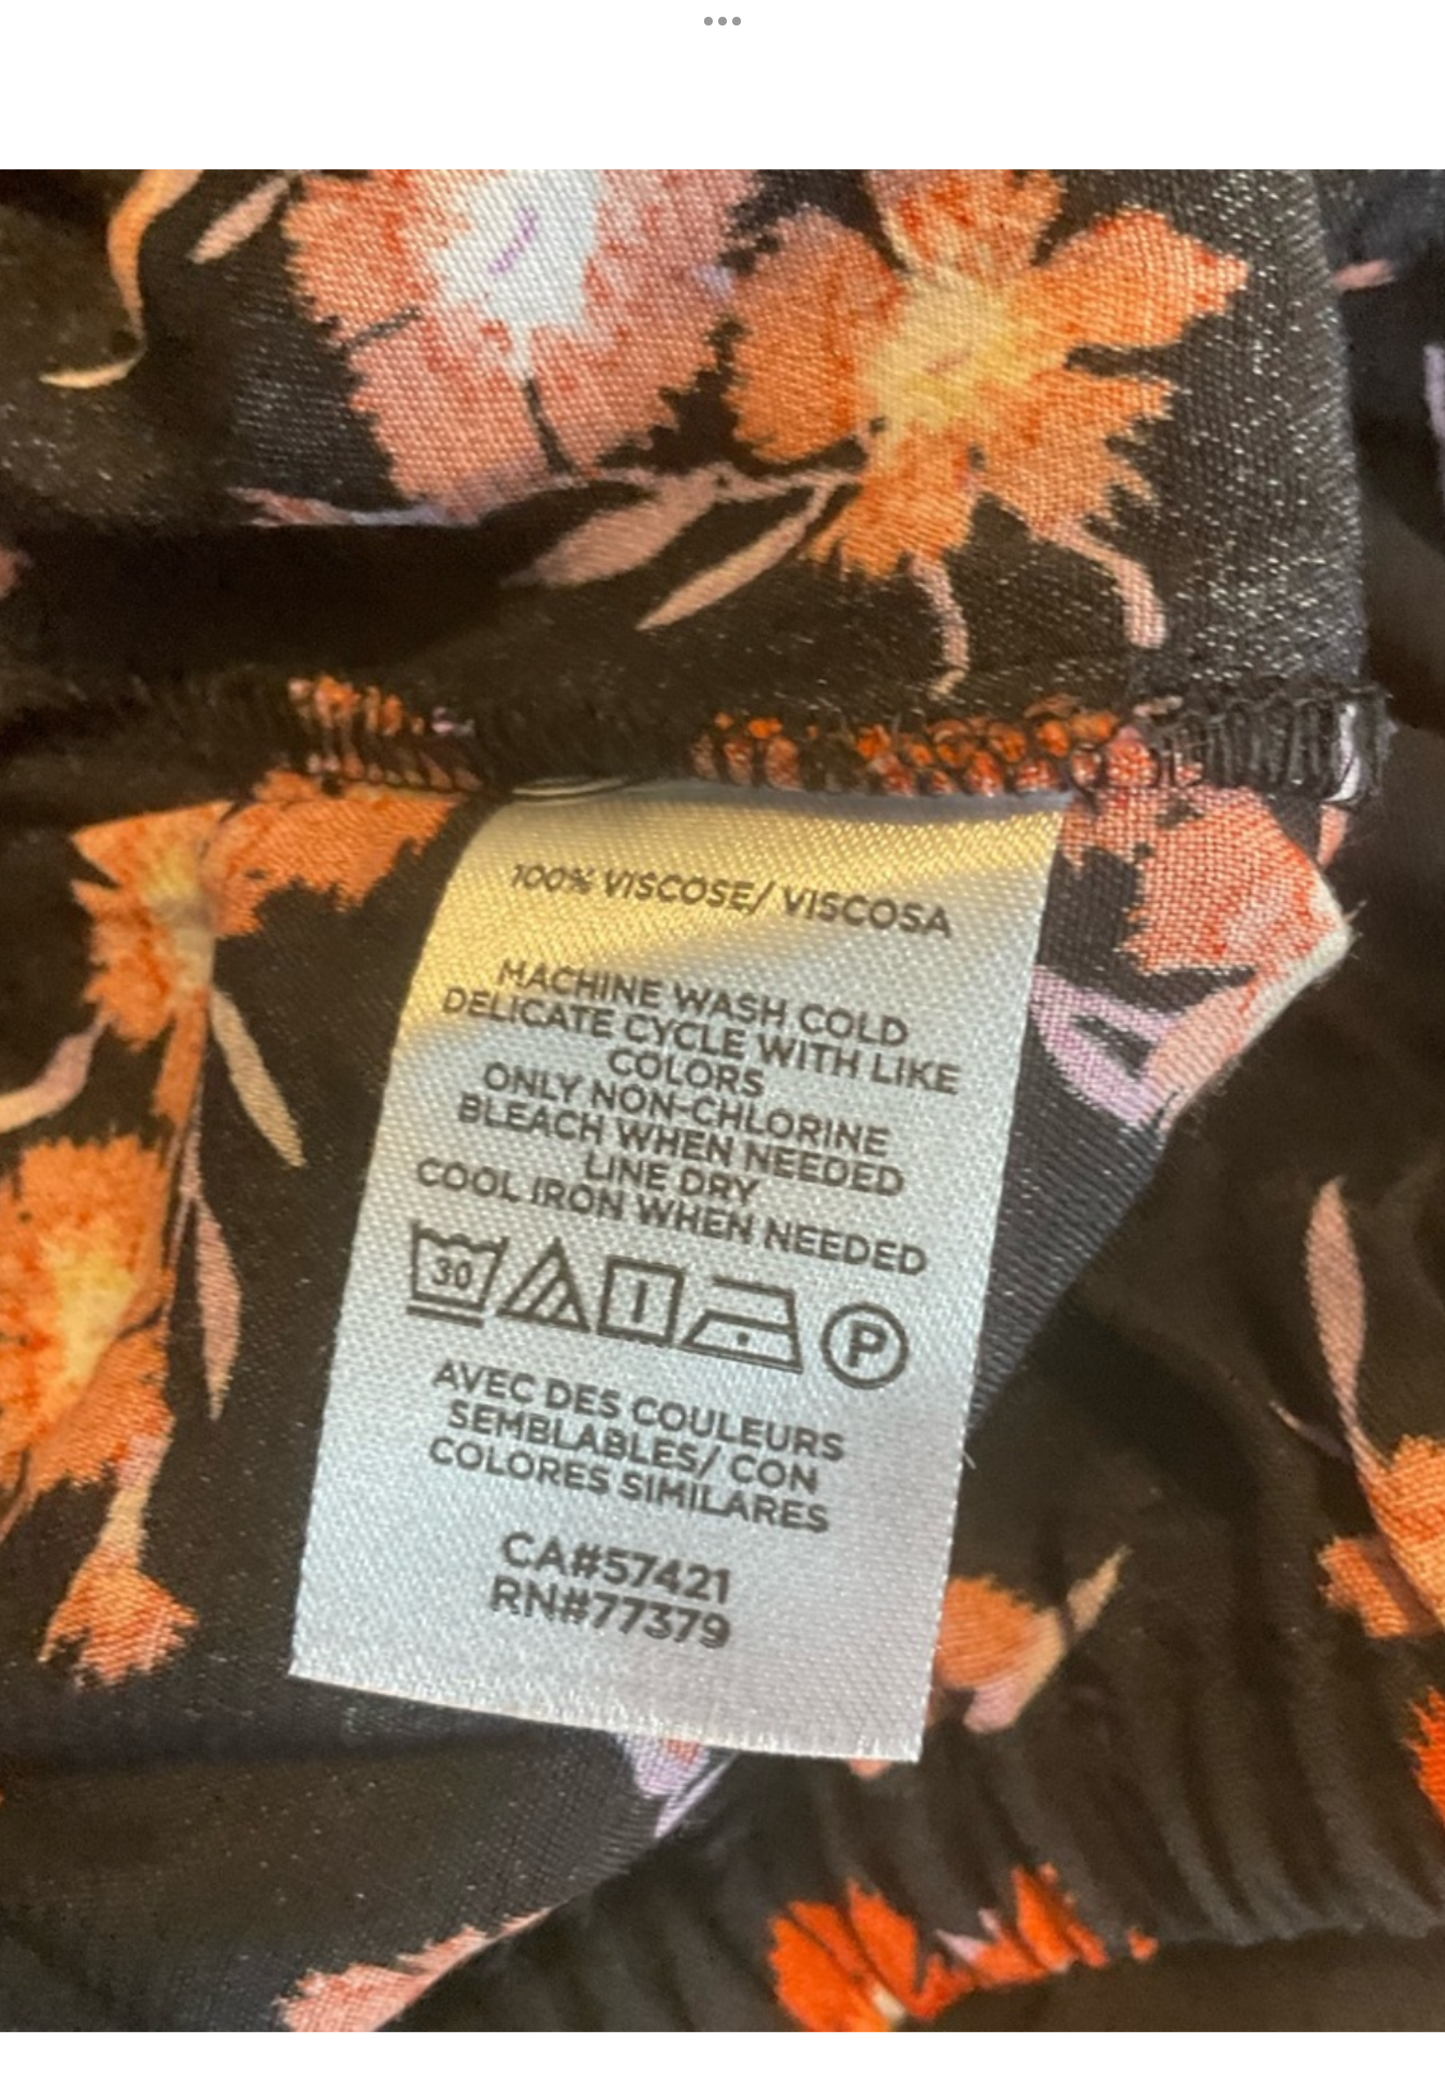 100% VISCOSE/ VISCOSA
MACHINE WASH COLD
DELICATE CYCLE WITH LIKE
COLORS
ONLY NON-CHLORINE
BLEACH WHEN NEEDED
LINE DRY
COOL IRON WHEN NEEDED
30 P
AVEC DES COULEURS
SEMBLABLES/ CON
COLORES SIMILARES
CA#57421
RN#77379